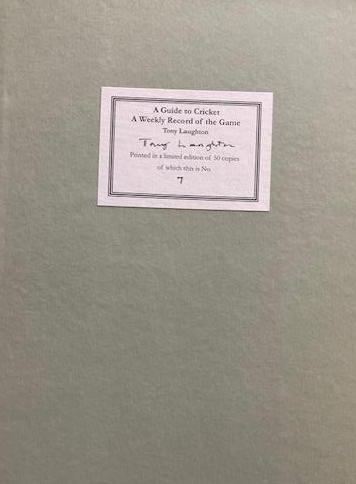 A Guide to Cricket
A Weekly Record of the Game
Tony Laughton
Tony Laughton
Printed in a limited edition of 50 copies
of which this is No.
7